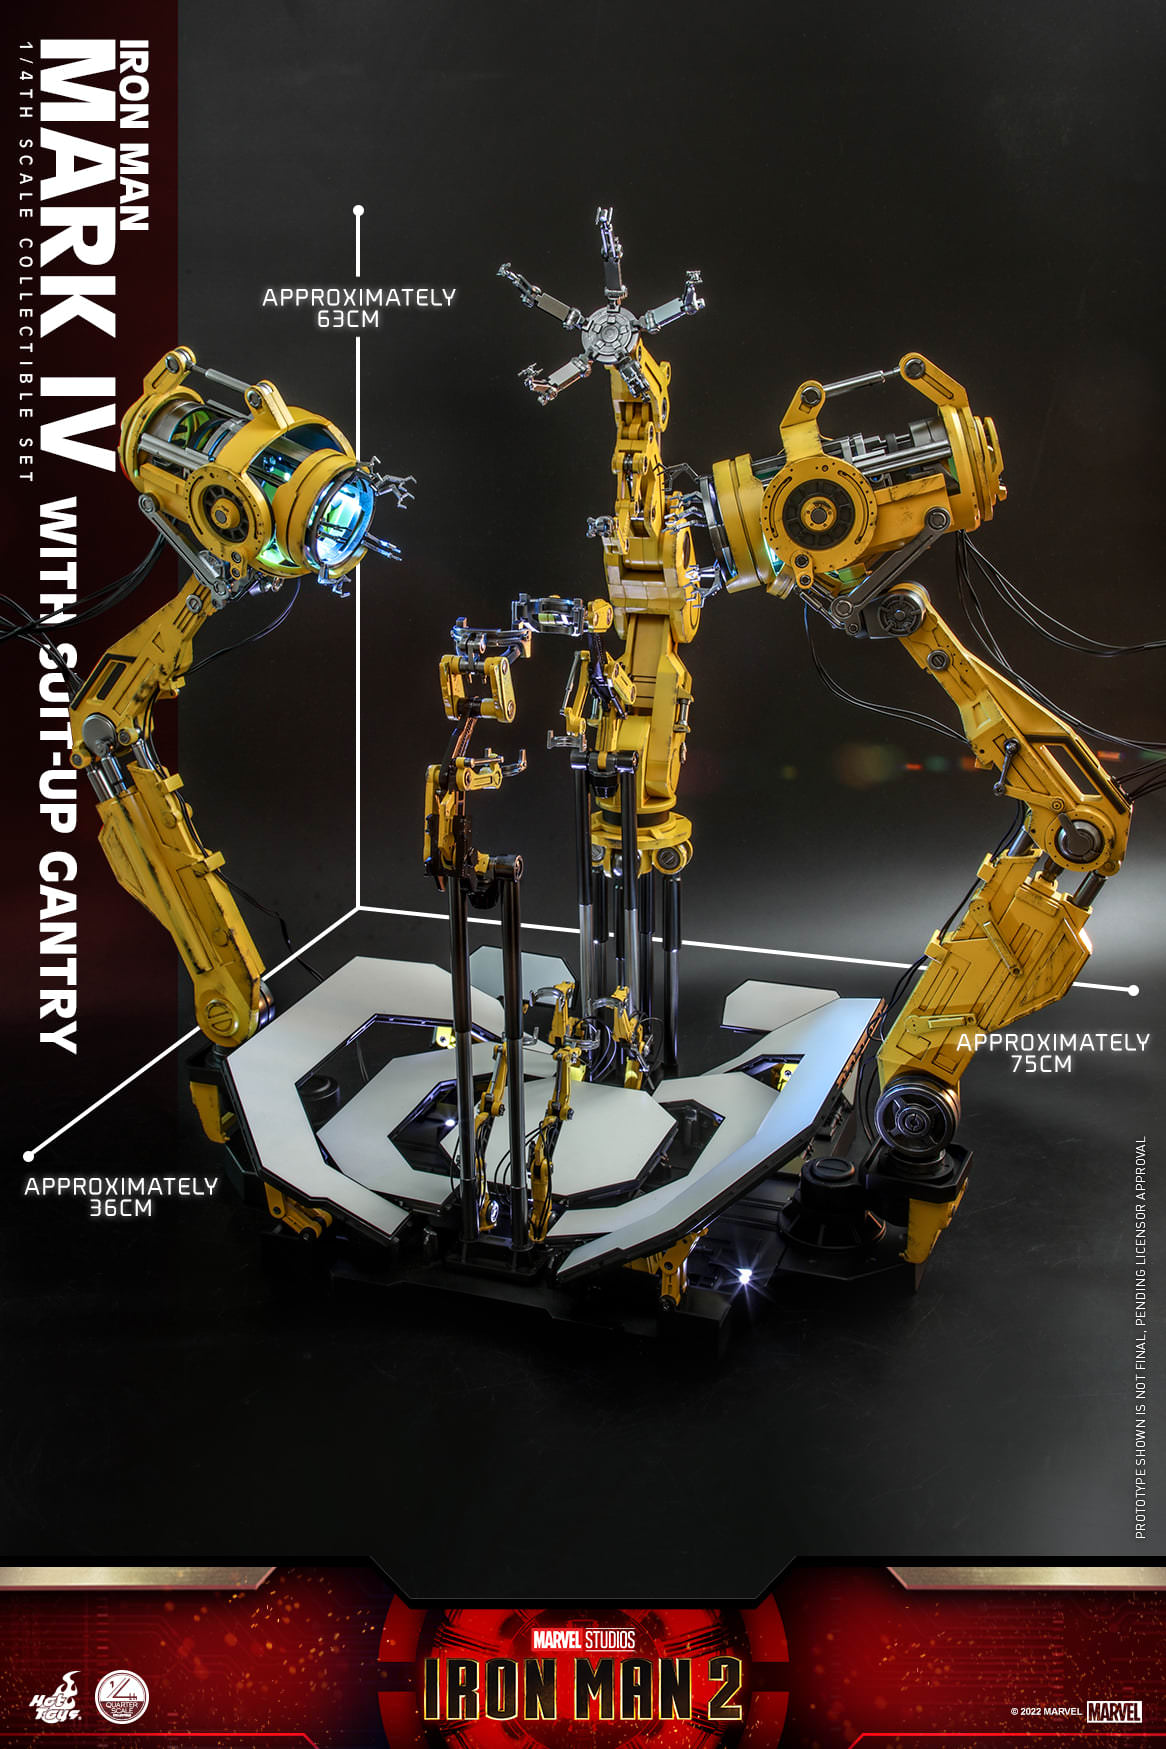 IRON MAN
MARK IV WITH SUIT-UP GANTRY
1/4TH SCALE COLLECTIBLE SET
APPROXIMATELY
63CM
APPROXIMATELY
75CM
APPROXIMATELY
36CM
PROTOTYPE SHOWN IS NOT FINAL, PENDING LICENSOR APPROVAL
MARVEL STUDIOS
IRON MAN 2
Hot Toys
1/4
QUARTER SCALE
© 2022 MARVEL MARVEL